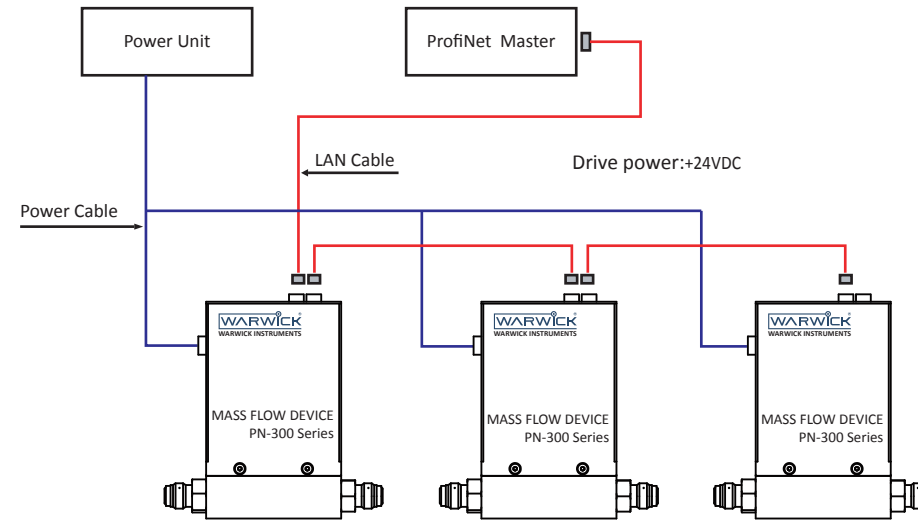 Power Unit
ProfiNet Master
LAN Cable
Drive power:+24VDC
Power Cable
WARWICK
WARWICK INSTRUMENTS
MASS FLOW DEVICE
PN-300 Series
WARWICK
WARWICK INSTRUMENTS
MASS FLOW DEVICE
PN-300 Series
WARWICK
WARWICK INSTRUMENTS
MASS FLOW DEVICE
PN-300 Series